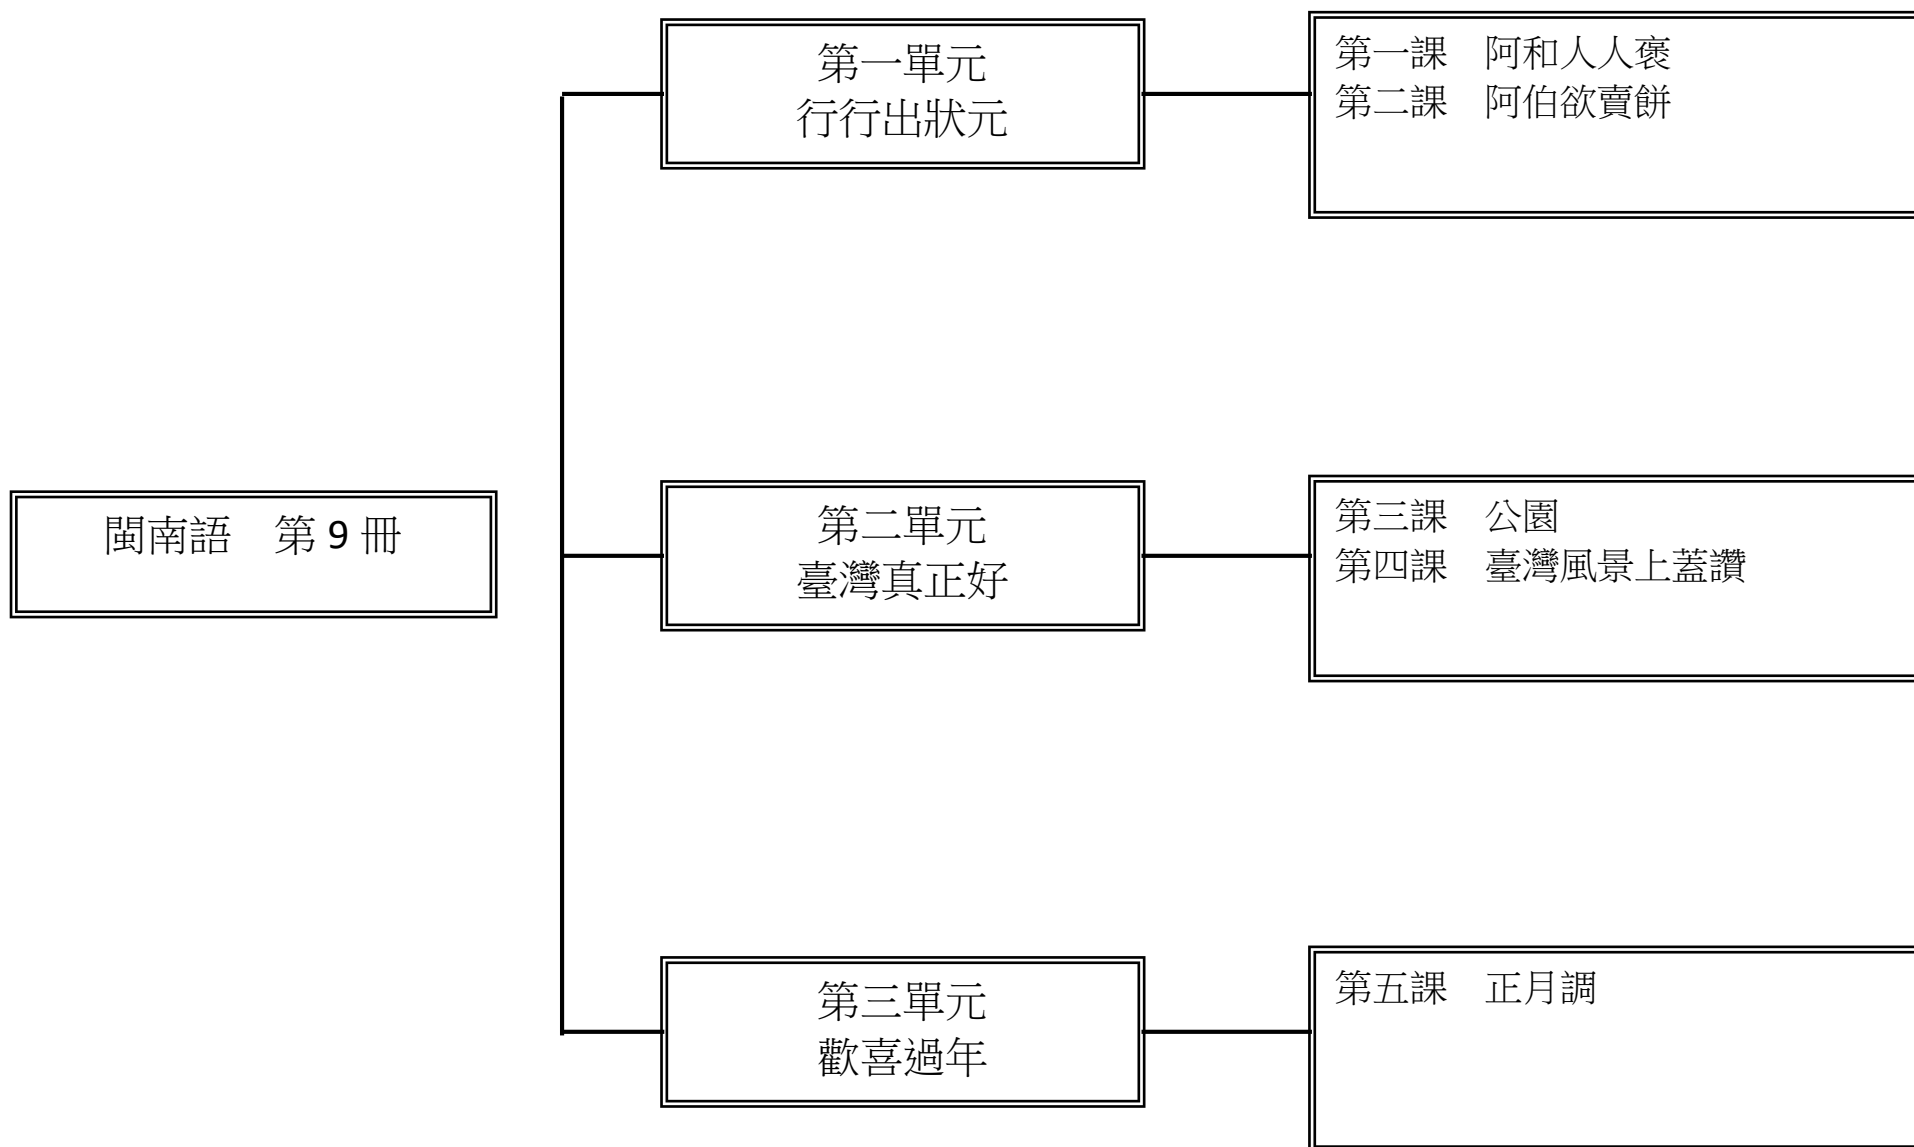 閩南語　第 9 冊
第一單元
行行出狀元
第一課　阿和人人褒
第二課　阿伯欲賣餅
第二單元
臺灣真正好
第三課　公園
第四課　臺灣風景上蓋讚
第三單元
歡喜過年
第五課　正月調